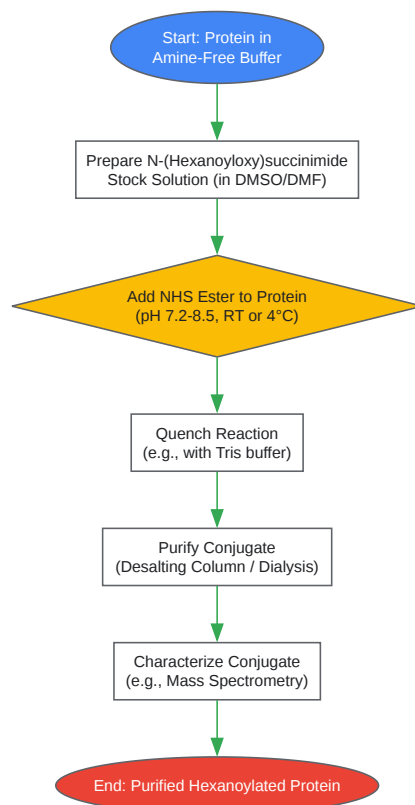 Start: Protein in
Amine-Free Buffer
Prepare N-(Hexanoyloxy)succinimide
Stock Solution (in DMSO/DMF)
Add NHS Ester to Protein
(pH 7.2-8.5, RT or 4°C)
Quench Reaction
(e.g., with Tris buffer)
Purify Conjugate
(Desalting Column / Dialysis)
Characterize Conjugate
(e.g., Mass Spectrometry)
End: Purified Hexanoylated Protein